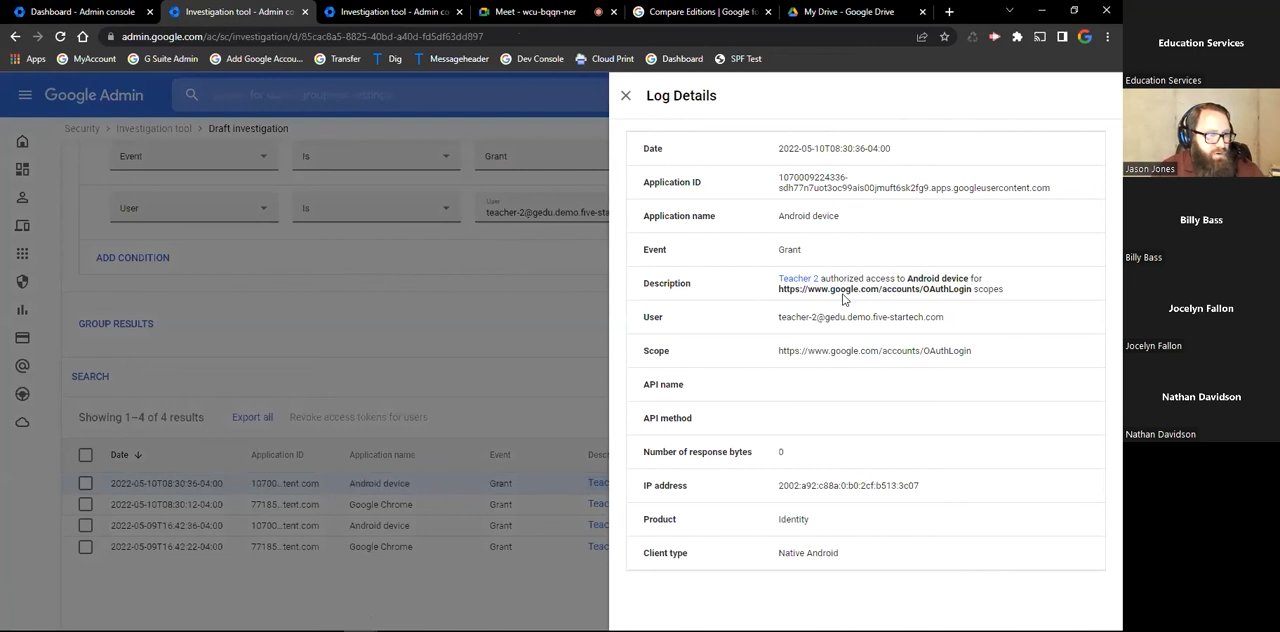 Dashboard - Admin console
Investigation tool - Admin co
Investigation tool - Admin con
Meet - wcu-bqqn-ner
Compare Editions | Google fo
My Drive - Google Drive
admin.google.com/ac/sc/investigation/d/85cac8a5-8825-40bd-a40d-fd5df63dd897
Apps
MyAccount
G Suite Admin
Add Google Accou...
Transfer
Dig
Messageheader
Dev Console
Cloud Print
Dashboard
SPF Test
Google Admin
Security > Investigation tool > Draft investigation
Event
Is
Grant
User
Is
User
teacher-2@gedu.demo.five-sta
ADD CONDITION
GROUP RESULTS
SEARCH
Showing 1–4 of 4 results
Export all
Revoke access tokens for users
Date
Application ID
Application name
Event
Descr
2022-05-10T08:30:36-04:00 10700...tent.com Android device Grant Teac
2022-05-10T08:30:12-04:00 77185...tent.com Google Chrome Grant Teac
2022-05-09T16:42:36-04:00 10700...tent.com Android device Grant Teac
2022-05-09T16:42:22-04:00 77185...tent.com Google Chrome Grant Teac
Log Details
Date 2022-05-10T08:30:36-04:00
Application ID 1070009224336-
sdh77n7uot3oc99ais00jmuft6sk2fg9.apps.googleusercontent.com
Application name Android device
Event Grant
Description Teacher 2 authorized access to Android device for
https://www.google.com/accounts/OAuthLogin scopes
User teacher-2@gedu.demo.five-startech.com
Scope https://www.google.com/accounts/OAuthLogin
API name
API method
Number of response bytes 0
IP address 2002:a92:c88a:0:b0:2cf:b513:3c07
Product Identity
Client type Native Android
Education Services
Education Services
Jason Jones
Billy Bass
Billy Bass
Jocelyn Fallon
Jocelyn Fallon
Nathan Davidson
Nathan Davidson